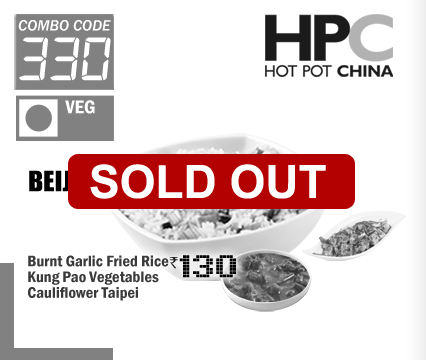 COMBO CODE
330
HPC
HOT POT CHINA
VEG
SOLD OUT
Burnt Garlic Fried Rice ₹130
Kung Pao Vegetables
Cauliflower Taipei